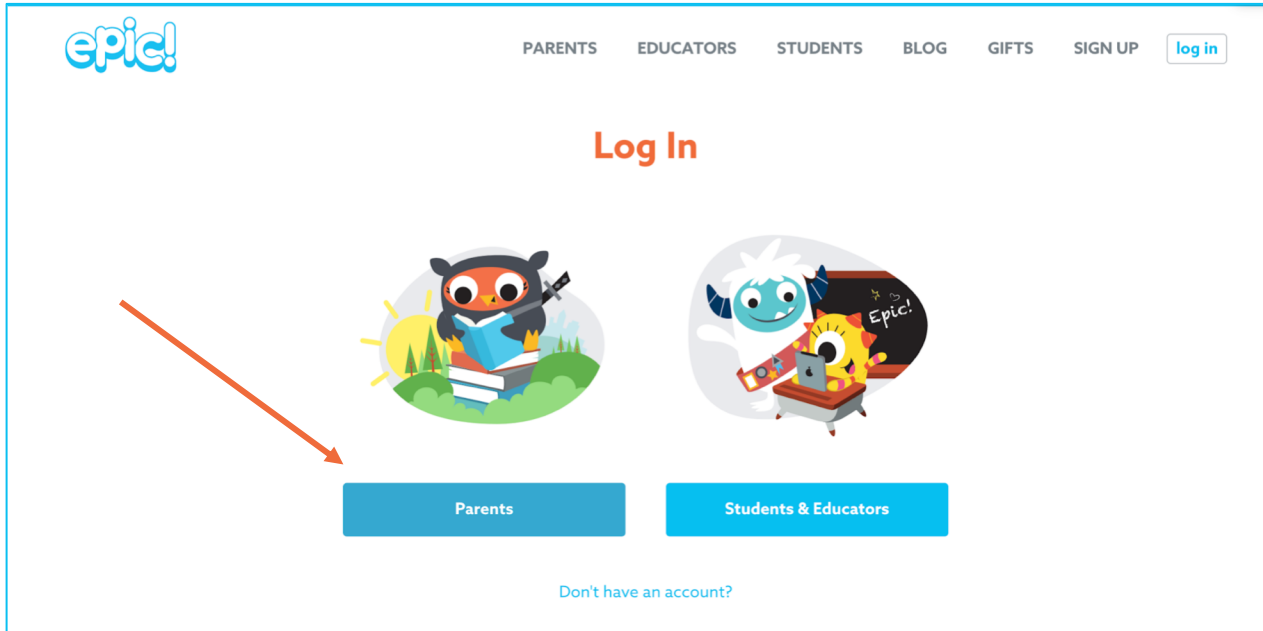 epic!
PARENTS EDUCATORS STUDENTS BLOG GIFTS SIGN UP log in
Log In
Epic!
Parents
Students & Educators
Don't have an account?